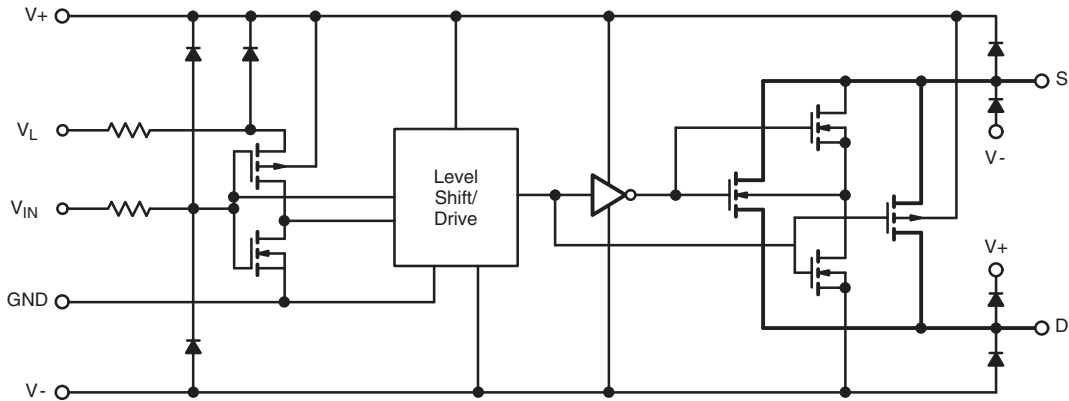 V+
S
V-
VL
Level
Shift/
Drive
VIN
V+
GND
D
V-